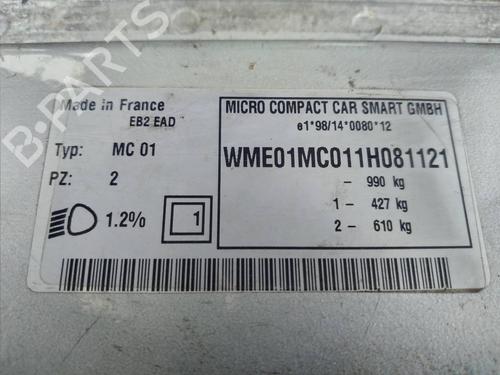 B-PARTS
Made in France
EB2 EAD
Typ: MC 01
PZ: 2
1.2% 1
MICRO COMPACT CAR SMART GMBH
e1*98/14*0080*12
WME01MC011H081121
- 990 kg
1 - 427 kg
2 - 610 kg